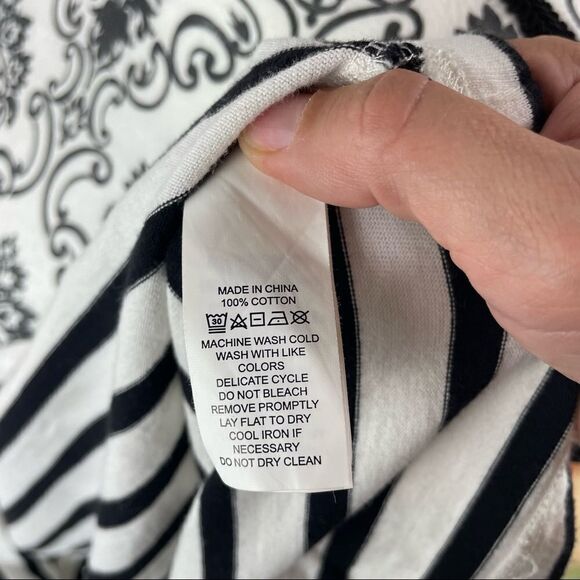 MADE IN CHINA
100% COTTON
30
MACHINE WASH COLD
WASH WITH LIKE
COLORS
DELICATE CYCLE
DO NOT BLEACH
REMOVE PROMPTLY
LAY FLAT TO DRY
COOL IRON IF
NECESSARY
DO NOT DRY CLEAN